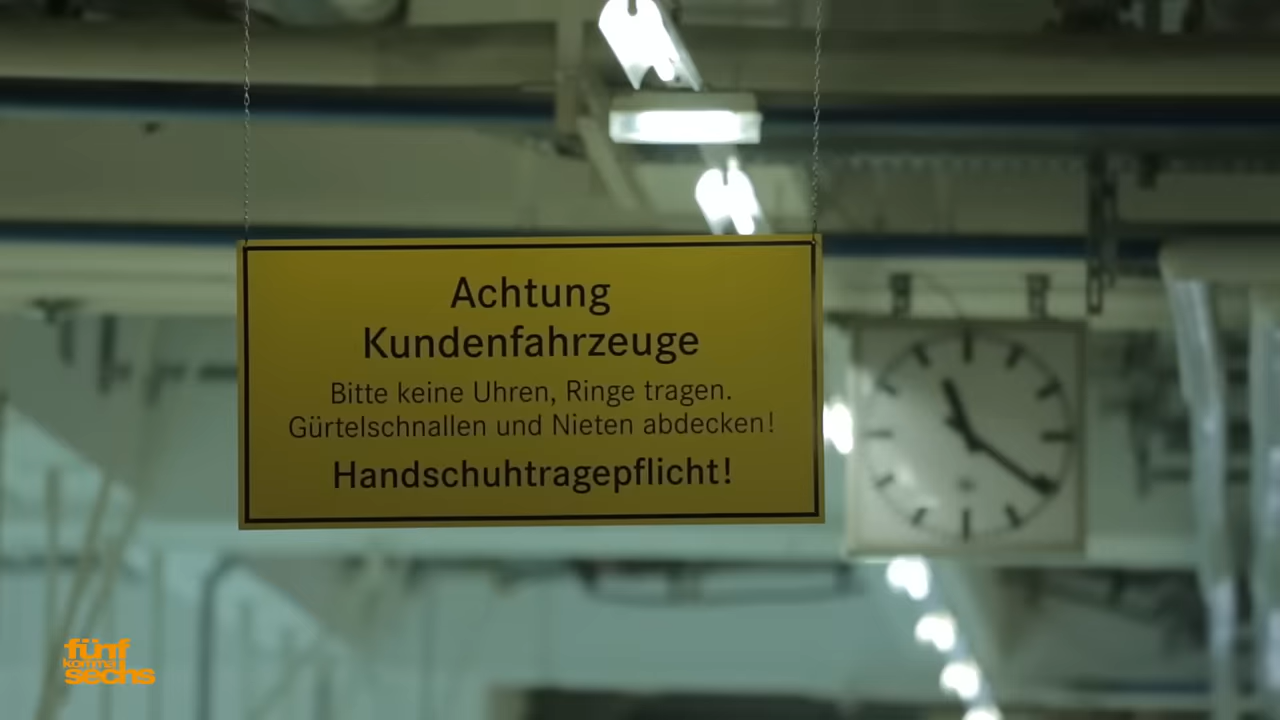 Achtung
Kundenfahrzeuge
Bitte keine Uhren, Ringe tragen.
Gürtelschnallen und Nieten abdecken!
Handschuhtragepflicht!
fünf
komma
sechs